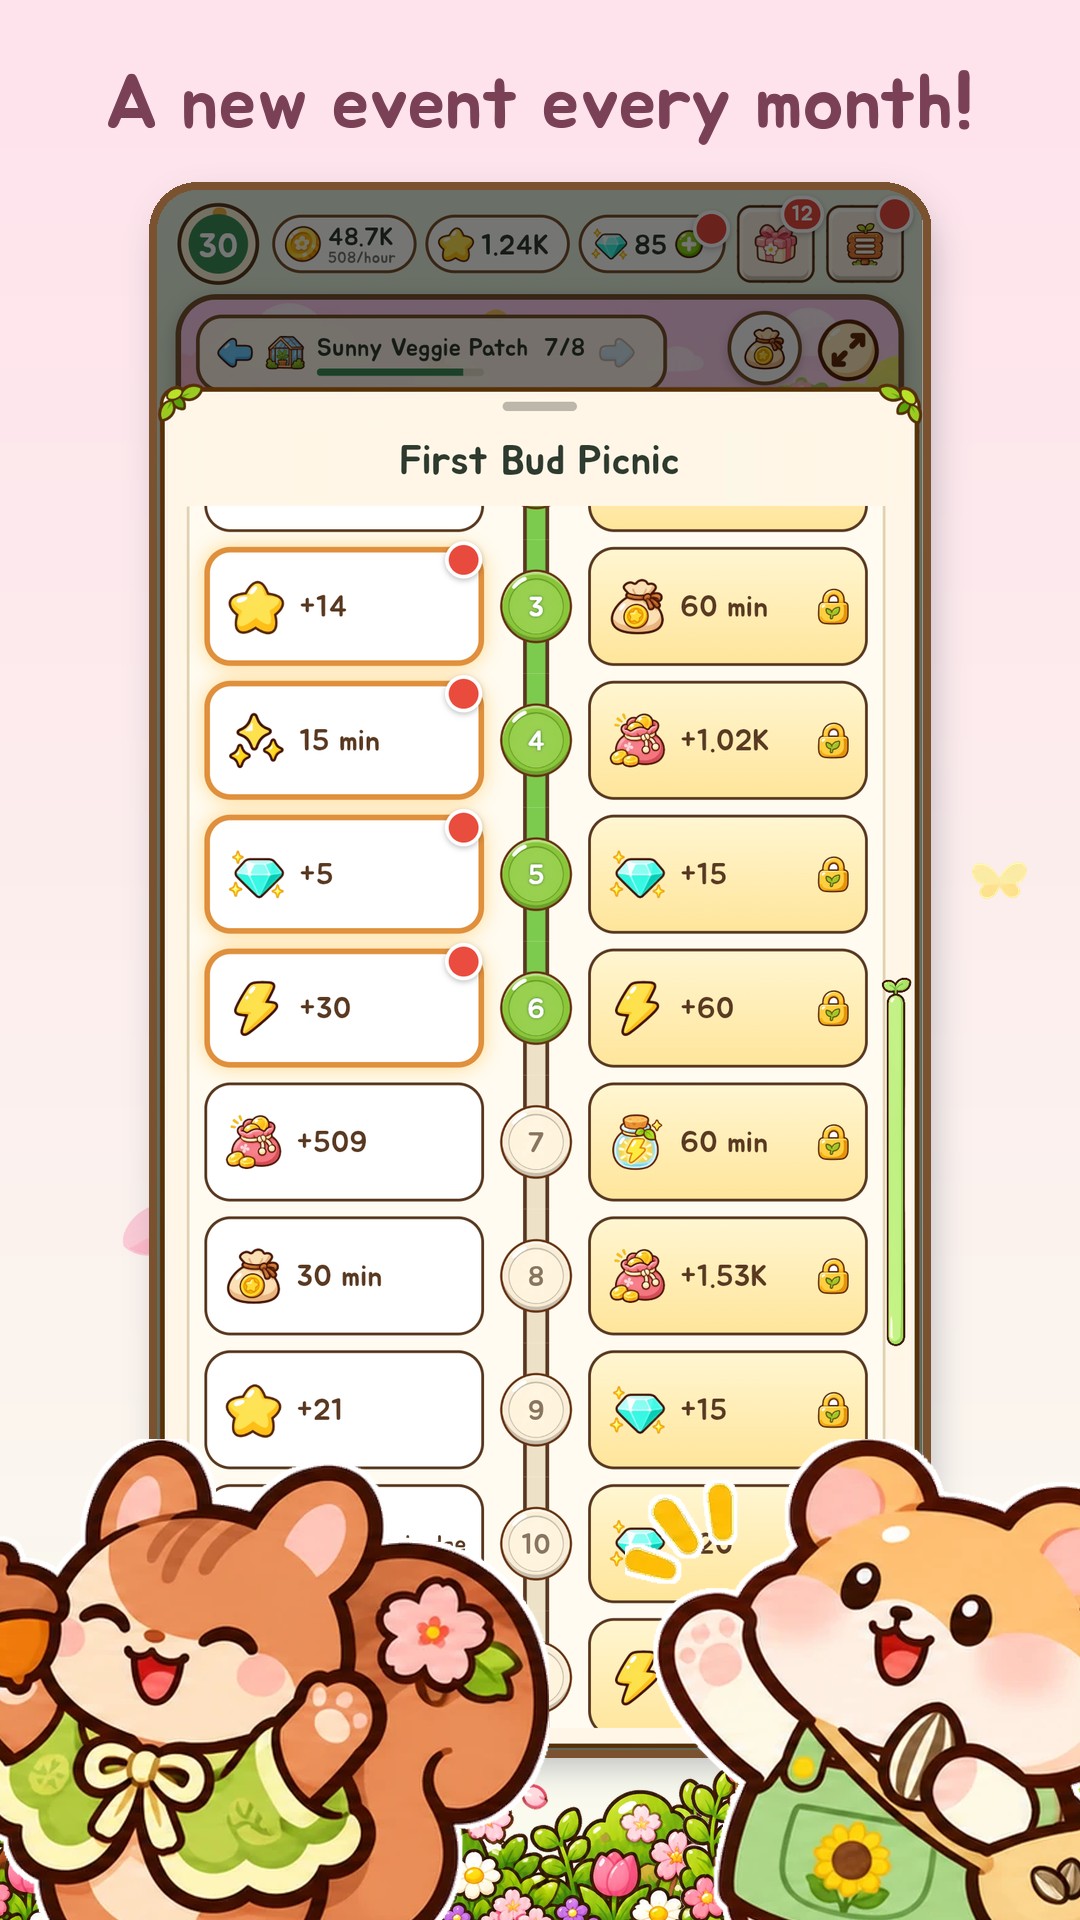 A new event every month!
30
48.7K
508/hour
1.24K
85
12
Sunny Veggie Patch 7/8
First Bud Picnic
+14
3
60 min
15 min
4
+1.02K
+5
5
+15
+30
6
+60
+509
7
60 min
30 min
8
+1.53K
+21
9
+15
10